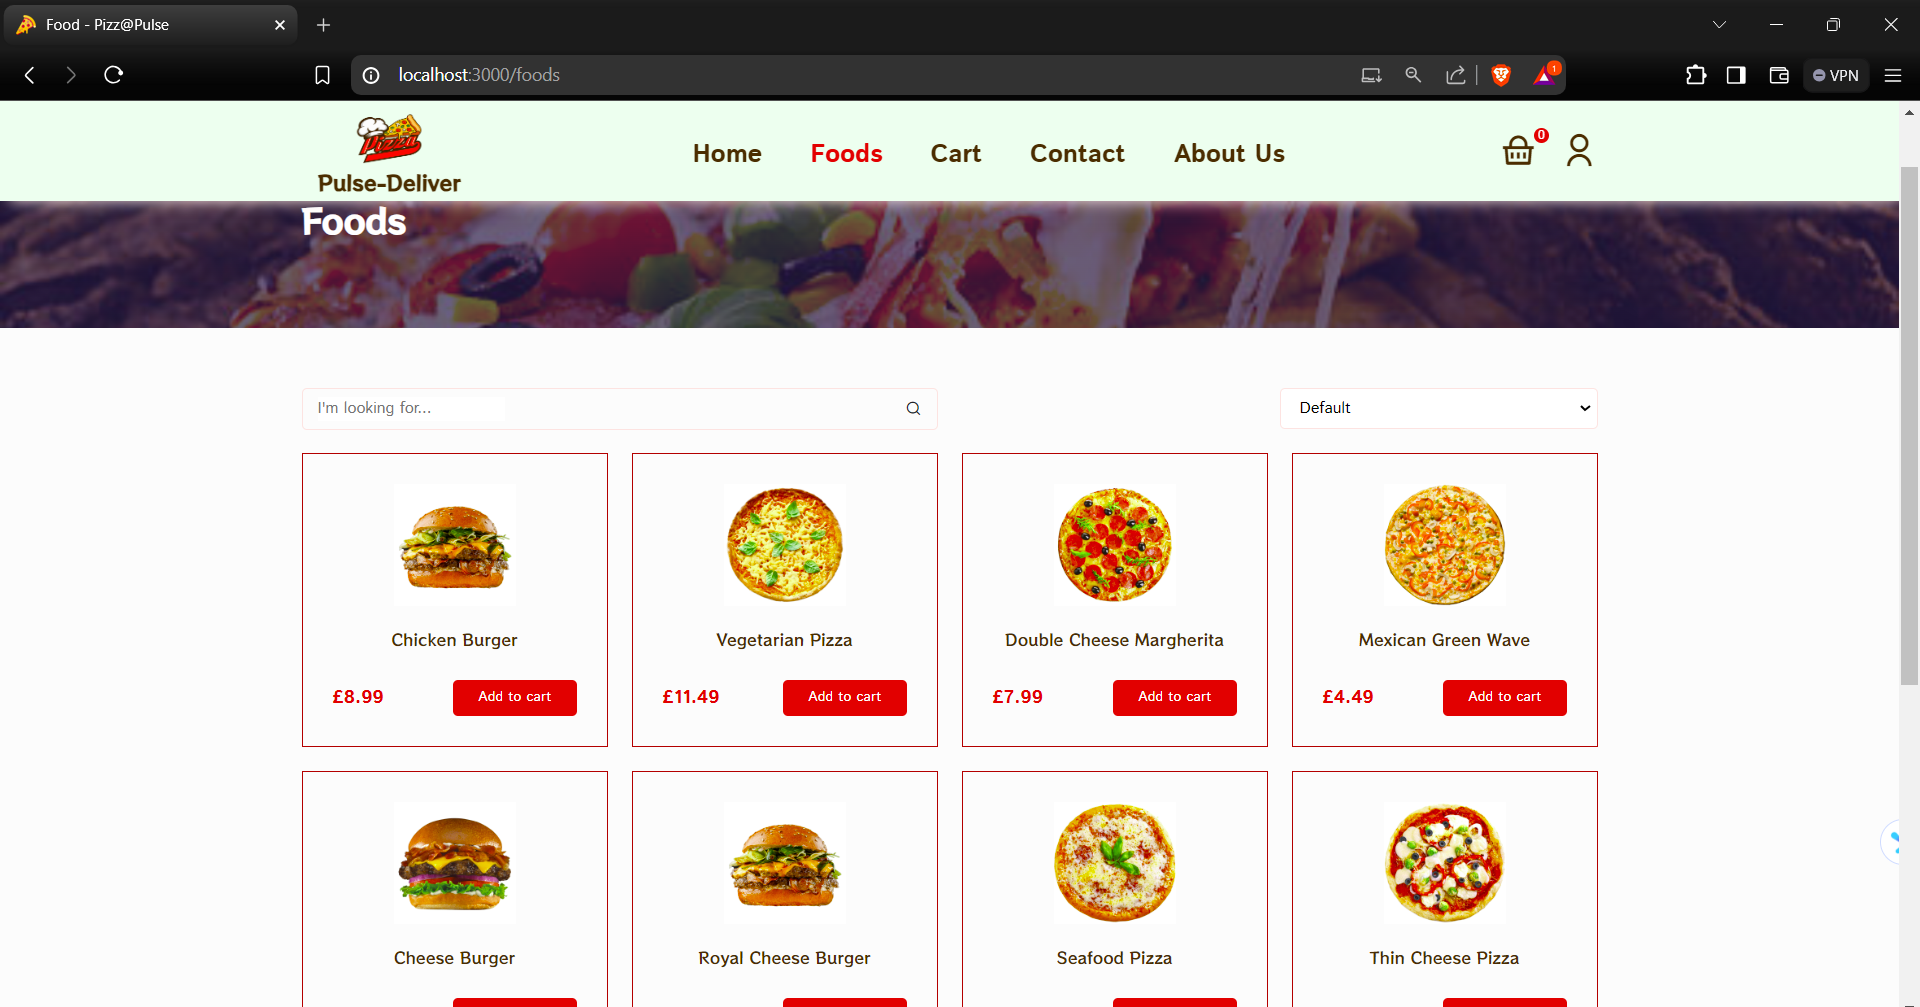 Food - Pizz@Pulse
localhost:3000/foods
1
VPN
Pizza
Pulse-Deliver
Home
Foods
Cart
Contact
About Us
0
Foods
I'm looking for...
Default
Chicken Burger
Vegetarian Pizza
Double Cheese Margherita
Mexican Green Wave
£8.99
Add to cart
£11.49
Add to cart
£7.99
Add to cart
£4.49
Add to cart
Cheese Burger
Royal Cheese Burger
Seafood Pizza
Thin Cheese Pizza